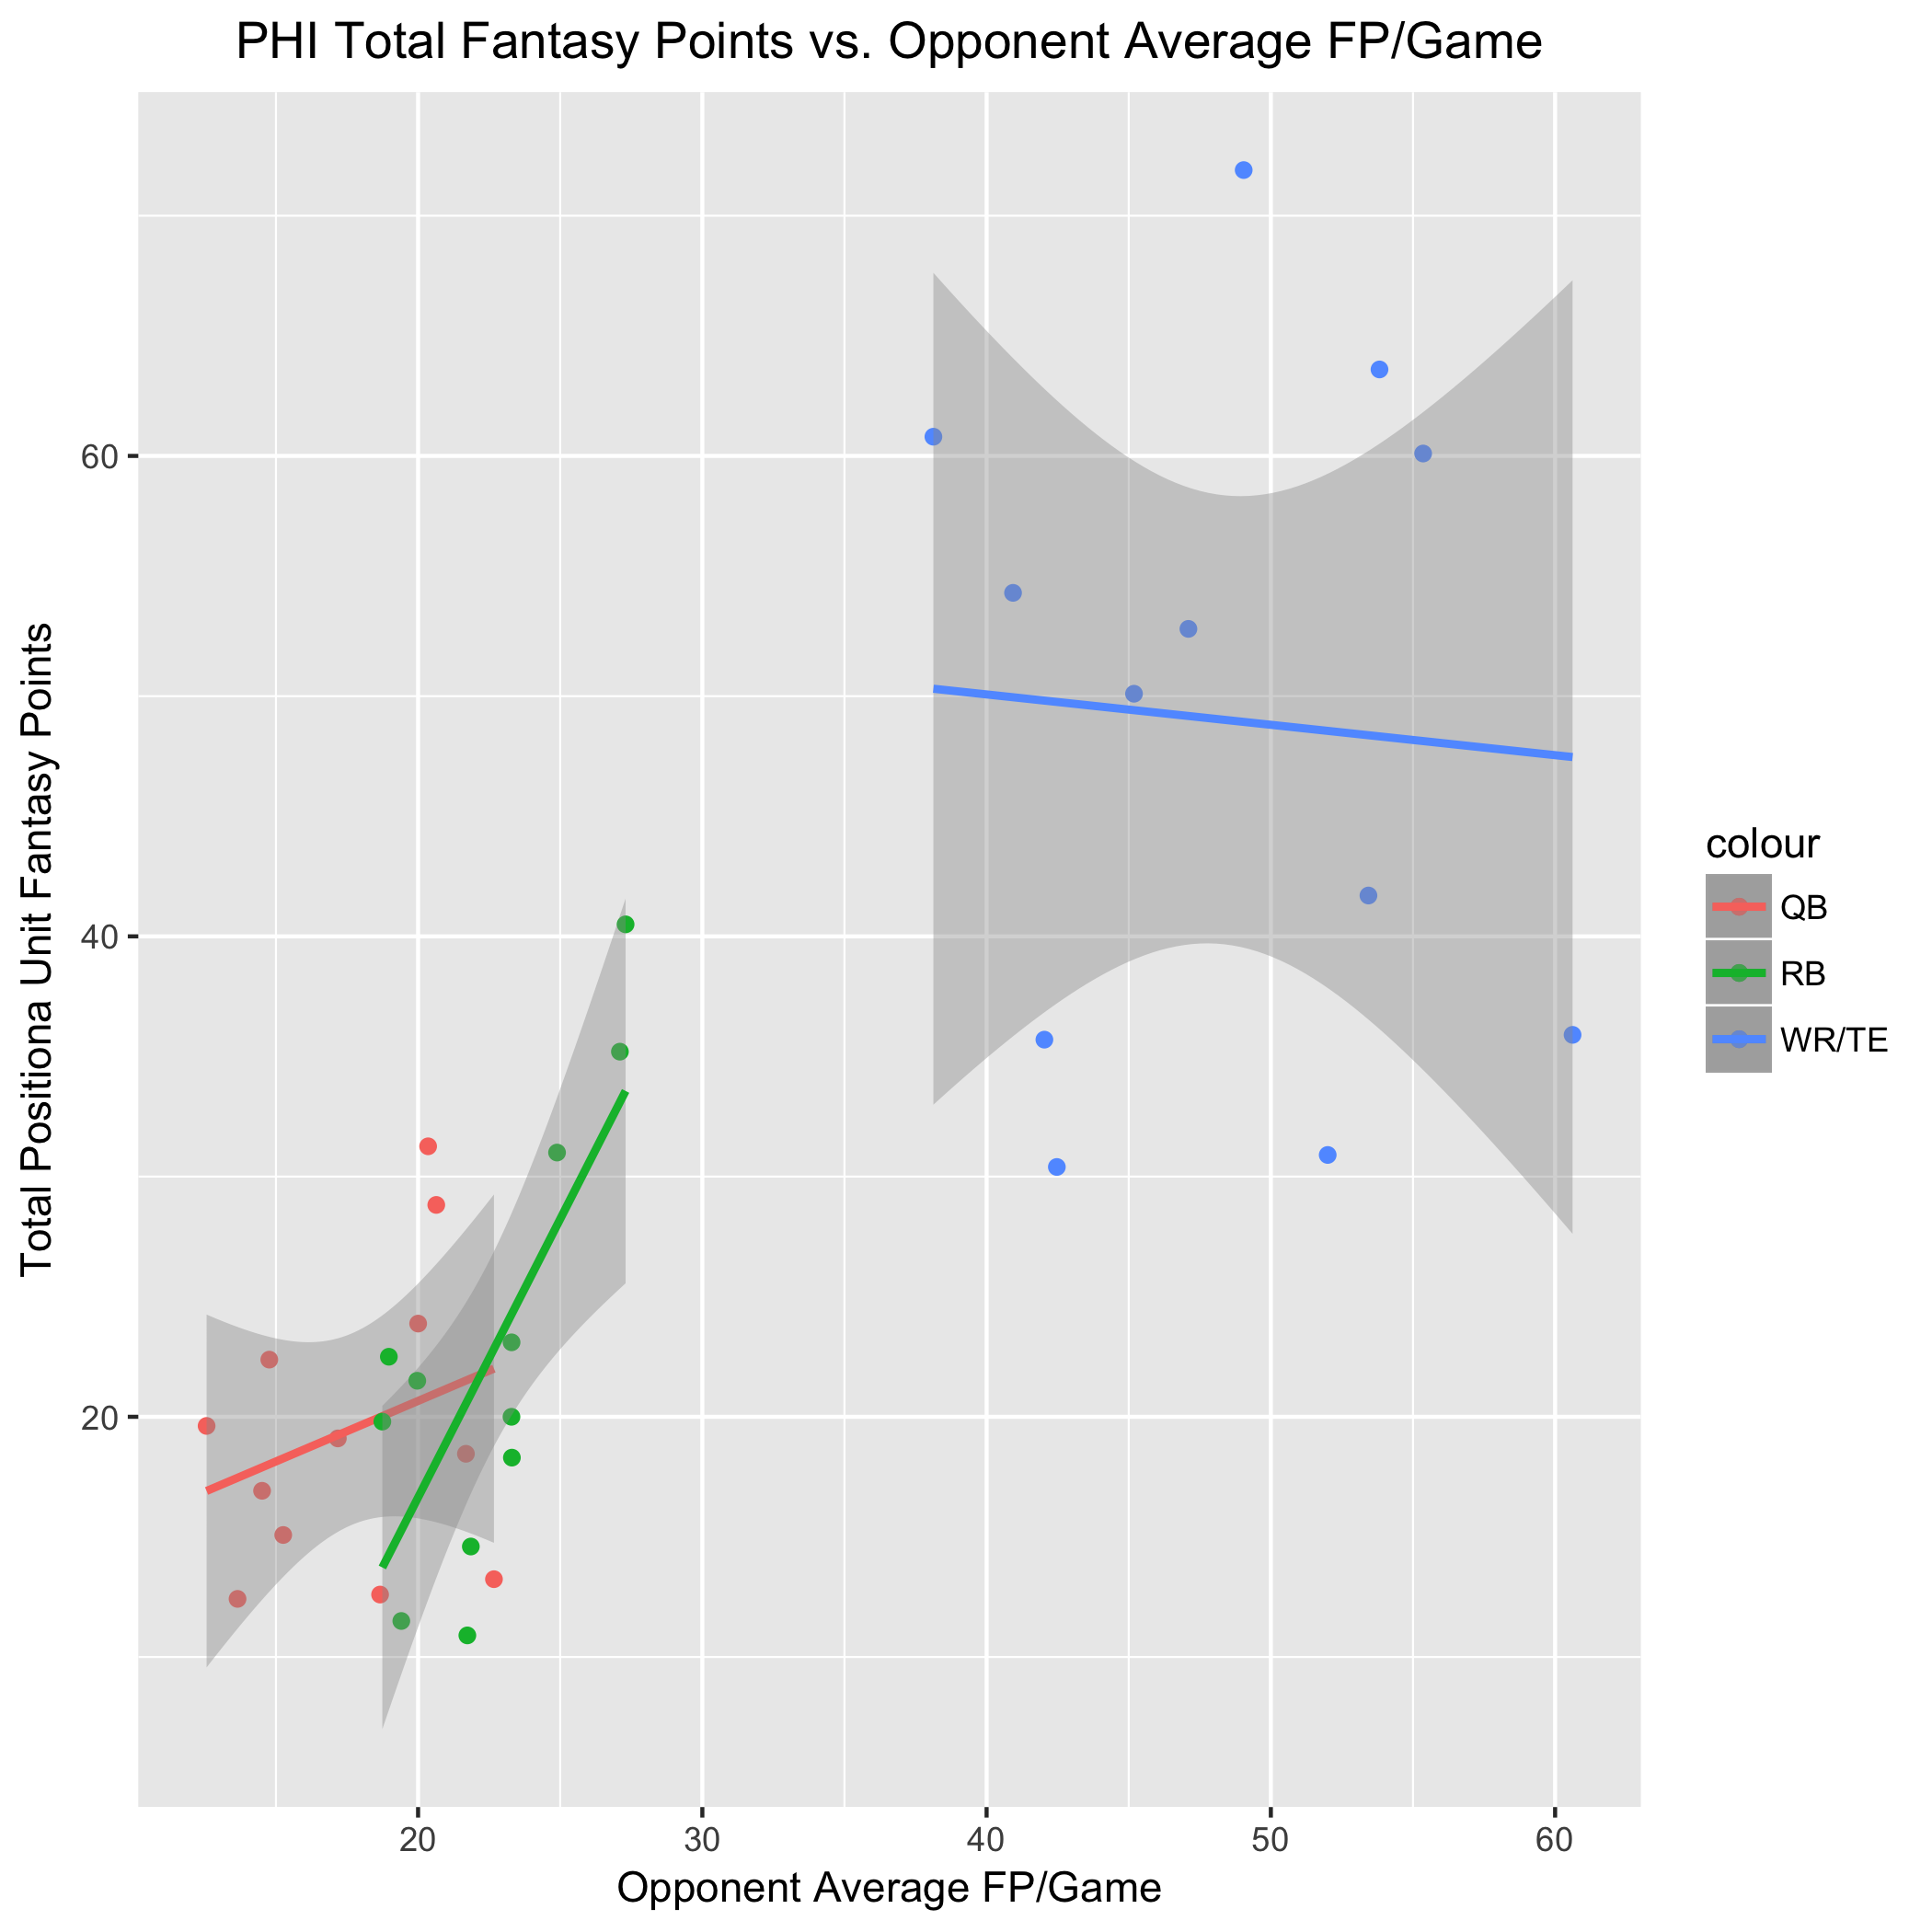 PHI Total Fantasy Points vs. Opponent Average FP/Game
Total Positiona Unit Fantasy Points
60
40
20
20
30
40
50
60
Opponent Average FP/Game
colour
QB
RB
WR/TE